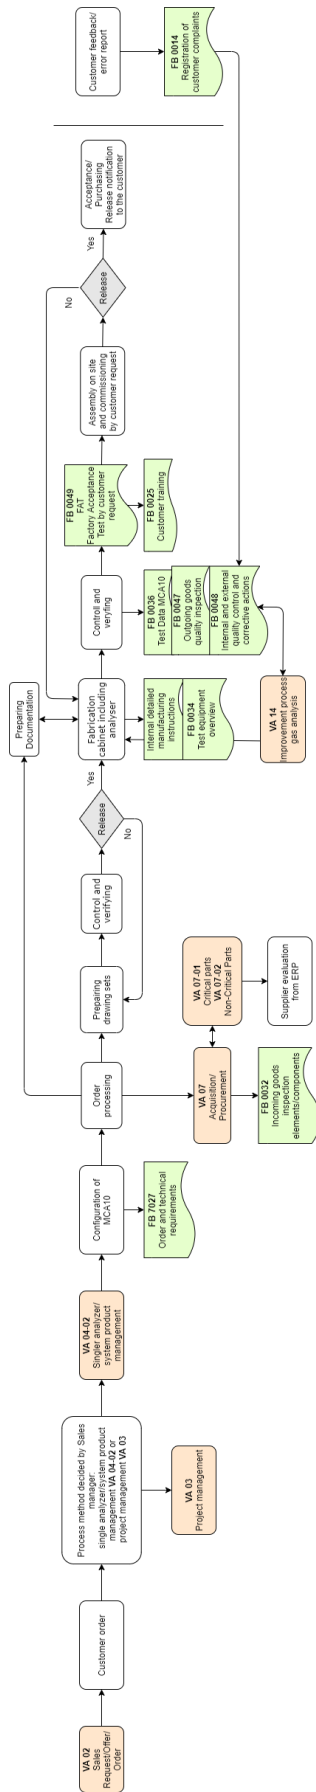 VA 02
Sales
Request/Offer/
Order
Customer order
Process method decided by Sales
manager:
single analyzer/system product
management VA 04-02 or
project management VA 03
VA 03
Project management
VA 04-02
Singler analyzer/
system product
management
Configuration of
MCA10
FB 7027
Order and technical
requirements
Order
processing
VA 07
Acquisition/
Procurement
VA 07-01
Critical parts
VA 07-02
Non-Critical Parts
Supplier evaluation
from ERP
FB 0032
Incoming goods
inspection
elements/components
Preparing
drawing sets
Control and
verifying
Release
Yes
No
Preparing
Documentation
Fabrication
cabinet including
analyser
Internal detailed
manufacturing
instructions
FB 0034
Test equipment
overview
VA 14
Improvement process
gas analysis
Controll and
veryfing
FB 0036
Test Data MCA10
FB 0047
Outgoing goods
quality inspection
FB 0048
Internal and external
quality control and
corrective actions
FB 0049
FAT
Factory Acceptance
Test by customer
request
FB 0025
Customer training
Assembly on site
and commissioning
by customer request
Release
Yes
No
Acceptance/
Purchasing
Release notification
to the customer
Customer feedback/
error report
FB 0014
Registration of
customer complaints